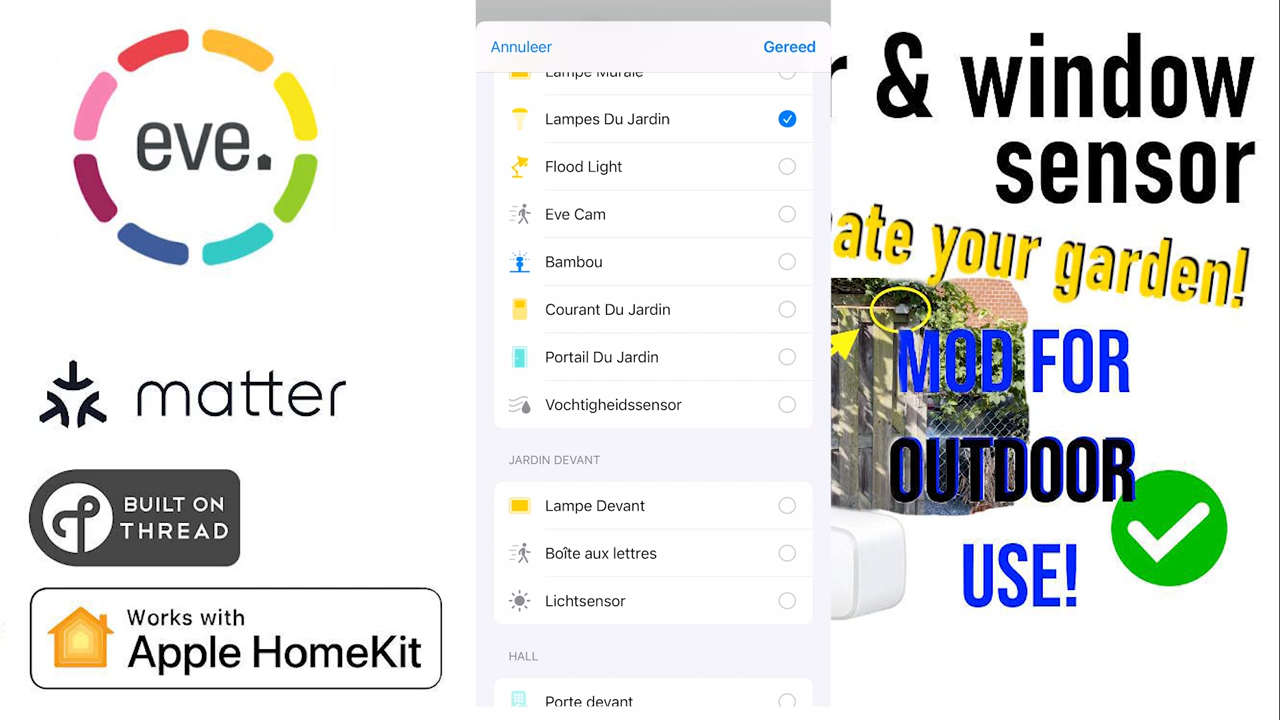 eve.
matter
BUILT ON
THREAD
Works with
Apple HomeKit
Annuleer
Gereed
Lampe Murale
Lampes Du Jardin
Flood Light
Eve Cam
Bambou
Courant Du Jardin
Portail Du Jardin
Vochtigheidssensor
JARDIN DEVANT
Lampe Devant
Boîte aux lettres
Lichtsensor
HALL
Porte devant
r & window
sensor
ate your garden!
MOD FOR
OUTDOOR
USE!